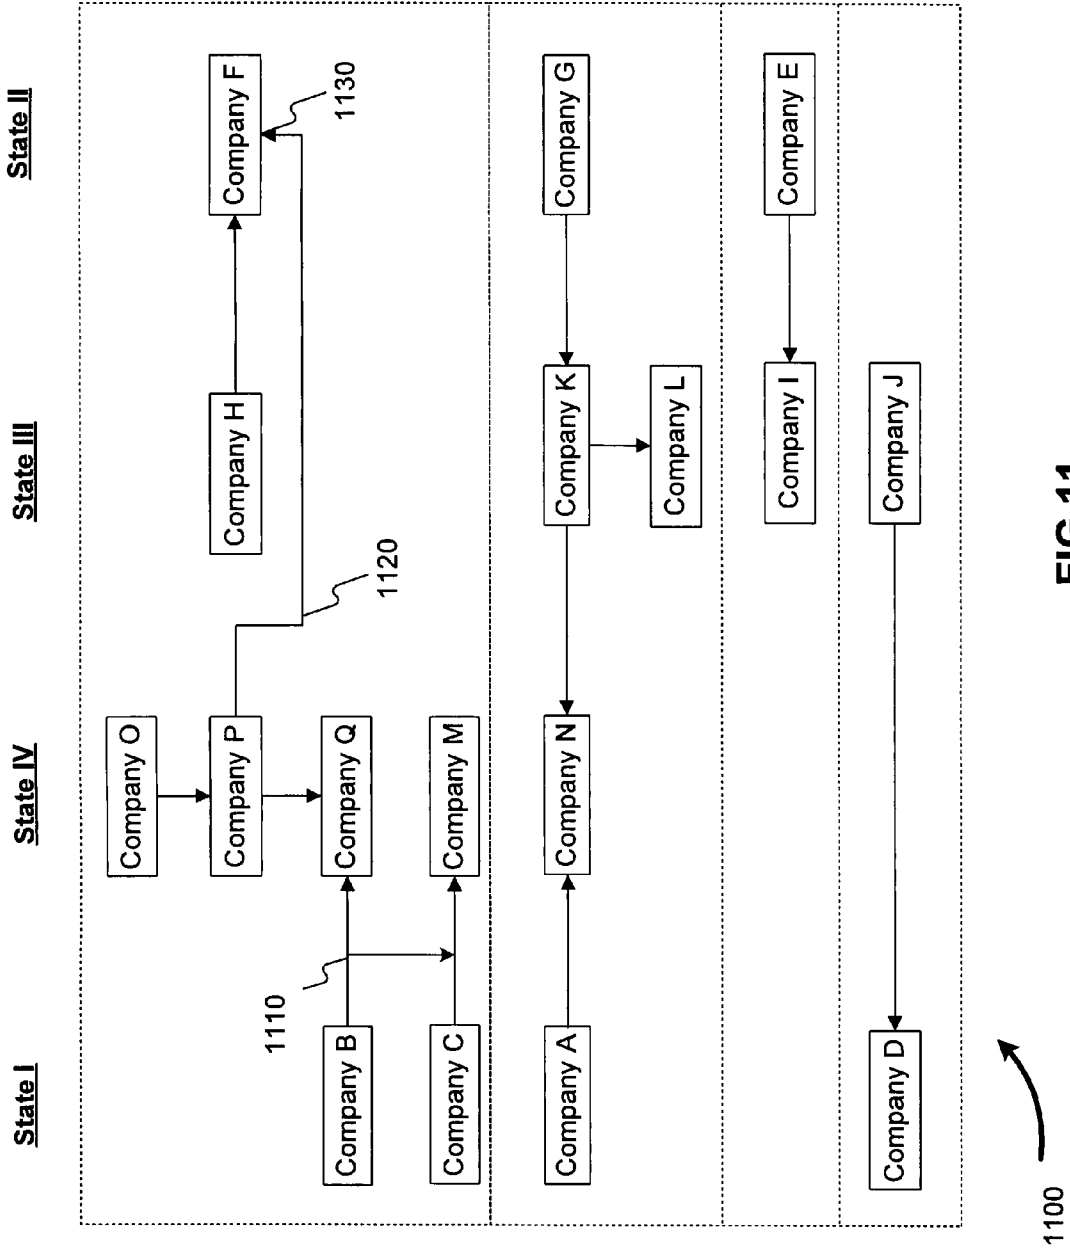 State I
State IV
State III
State II
Company O
Company P
Company H
Company F
1110
Company B
Company Q
1130
1120
Company C
Company M
Company A
Company N
Company K
Company G
Company L
Company I
Company E
Company D
Company J
1100
FIG 11